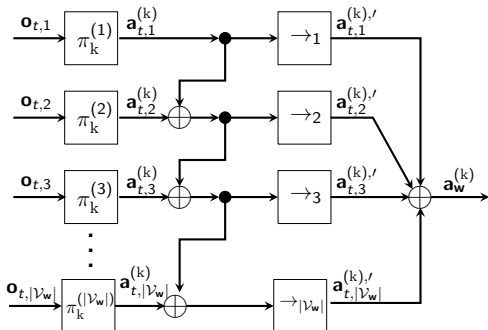 𝐨_{t,1} π_k^{(1)} 𝐚_{t,1}^{(k)} →_1 𝐚_{t,1}^{(k),′}
𝐨_{t,2} π_k^{(2)} 𝐚_{t,2}^{(k)} →_2 𝐚_{t,2}^{(k),′}
𝐨_{t,3} π_k^{(3)} 𝐚_{t,3}^{(k)} →_3 𝐚_{t,3}^{(k),′} 𝐚_𝐰^{(k)}
𝐨_{t,|𝒱_𝐰|} π_k^{(|𝒱_𝐰|)} 𝐚_{t,|𝒱_𝐰|}^{(k)} →_{|𝒱_𝐰|} 𝐚_{t,|𝒱_𝐰|}^{(k),′}